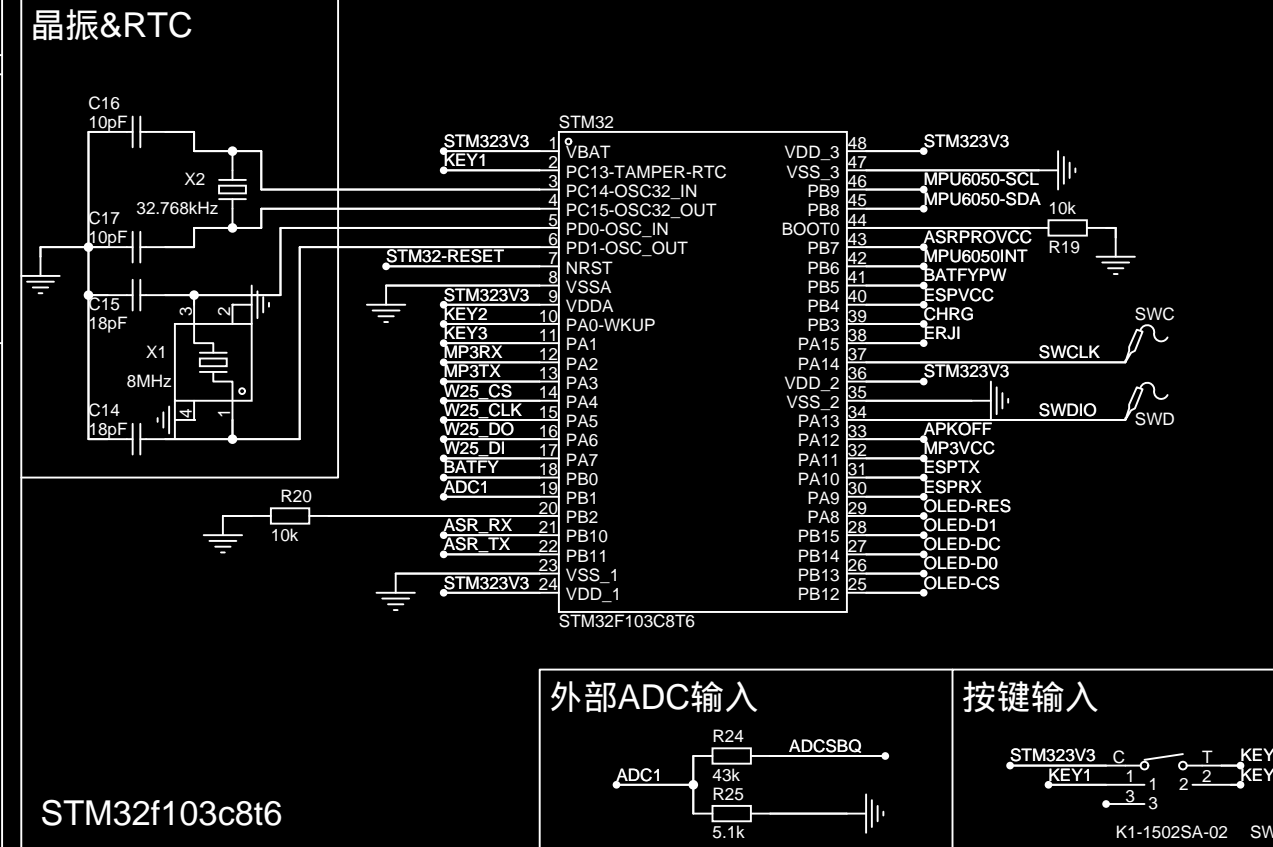 晶振&RTC
C16
10pF
X2
32.768kHz
C17
10pF
C15
18pF
3
2
X1
8MHz
C14
18pF
4
1
STM32
STM323V3 1 VBAT
KEY1 2 PC13-TAMPER-RTC
3 PC14-OSC32_IN
4 PC15-OSC32_OUT
5 PD0-OSC_IN
6 PD1-OSC_OUT
STM32-RESET 7 NRST
8 VSSA
STM323V3 9 VDDA
KEY2 10 PA0-WKUP
KEY3 11 PA1
MP3RX 12 PA2
MP3TX 13 PA3
W25_CS 14 PA4
W25_CLK 15 PA5
W25_DO 16 PA6
W25_DI 17 PA7
BATFY 18 PB0
ADC1 19 PB1
20 PB2
ASR_RX 21 PB10
ASR_TX 22 PB11
23 VSS_1
STM323V3 24 VDD_1
R20
10k
VDD_3 48 STM323V3
VSS_3 47
PB9 46 MPU6050-SCL
PB8 45 MPU6050-SDA
BOOT0 44
10k
R19
PB7 43 ASRPROVCC
PB6 42 MPU6050INT
PB5 41 BATFYPW
PB4 40 ESPVCC
PB3 39 CHRG
PA15 38 ERJI
PA14 37 SWCLK SWC
VDD_2 36 STM323V3
VSS_2 35
PA13 34 SWDIO SWD
PA12 33 APKOFF
PA11 32 MP3VCC
PA10 31 ESPTX
PA9 30 ESPRX
PA8 29 OLED-RES
PB15 28 OLED-D1
PB14 27 OLED-DC
PB13 26 OLED-D0
PB12 25 OLED-CS
STM32F103C8T6
STM32f103c8t6
外部ADC输入
R24
ADCSBQ
43k
ADC1
R25
5.1k
按键输入
STM323V3 C T KEY
KEY1 1 1 2 2 KEY
3 3
K1-1502SA-02 SW